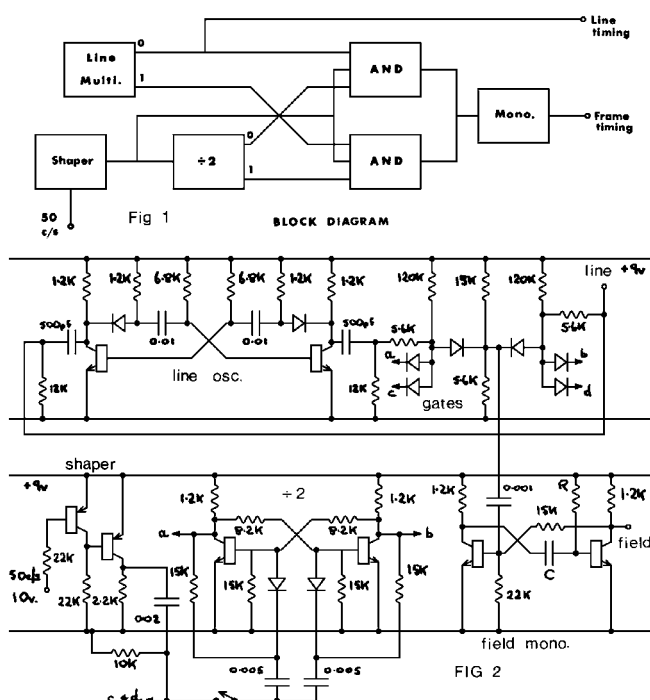 Line timing
0
Line Multi.
1
AND
Shaper
÷2
0
1
AND
Mono.
Frame timing
50 c/s
Fig 1
BLOCK DIAGRAM
1.2K
1.2K
6.8K
6.8K
1.2K
1.2K
120K
15K
120K
line
+9v
500pf
0.01
0.01
500pf
5.6K
5.6K
a
b
c
d
12K
line osc.
12K
gates
5.6K
shaper
+9v
1.2K
÷2
1.2K
1.2K
0.001
R
1.2K
8.2K
8.2K
15K
a
b
field
22K
50c/s
10v.
22K
2.2K
15K
15K
15K
15K
C
22K
0.02
field mono.
10K
0.005
0.005
FIG 2
c + d